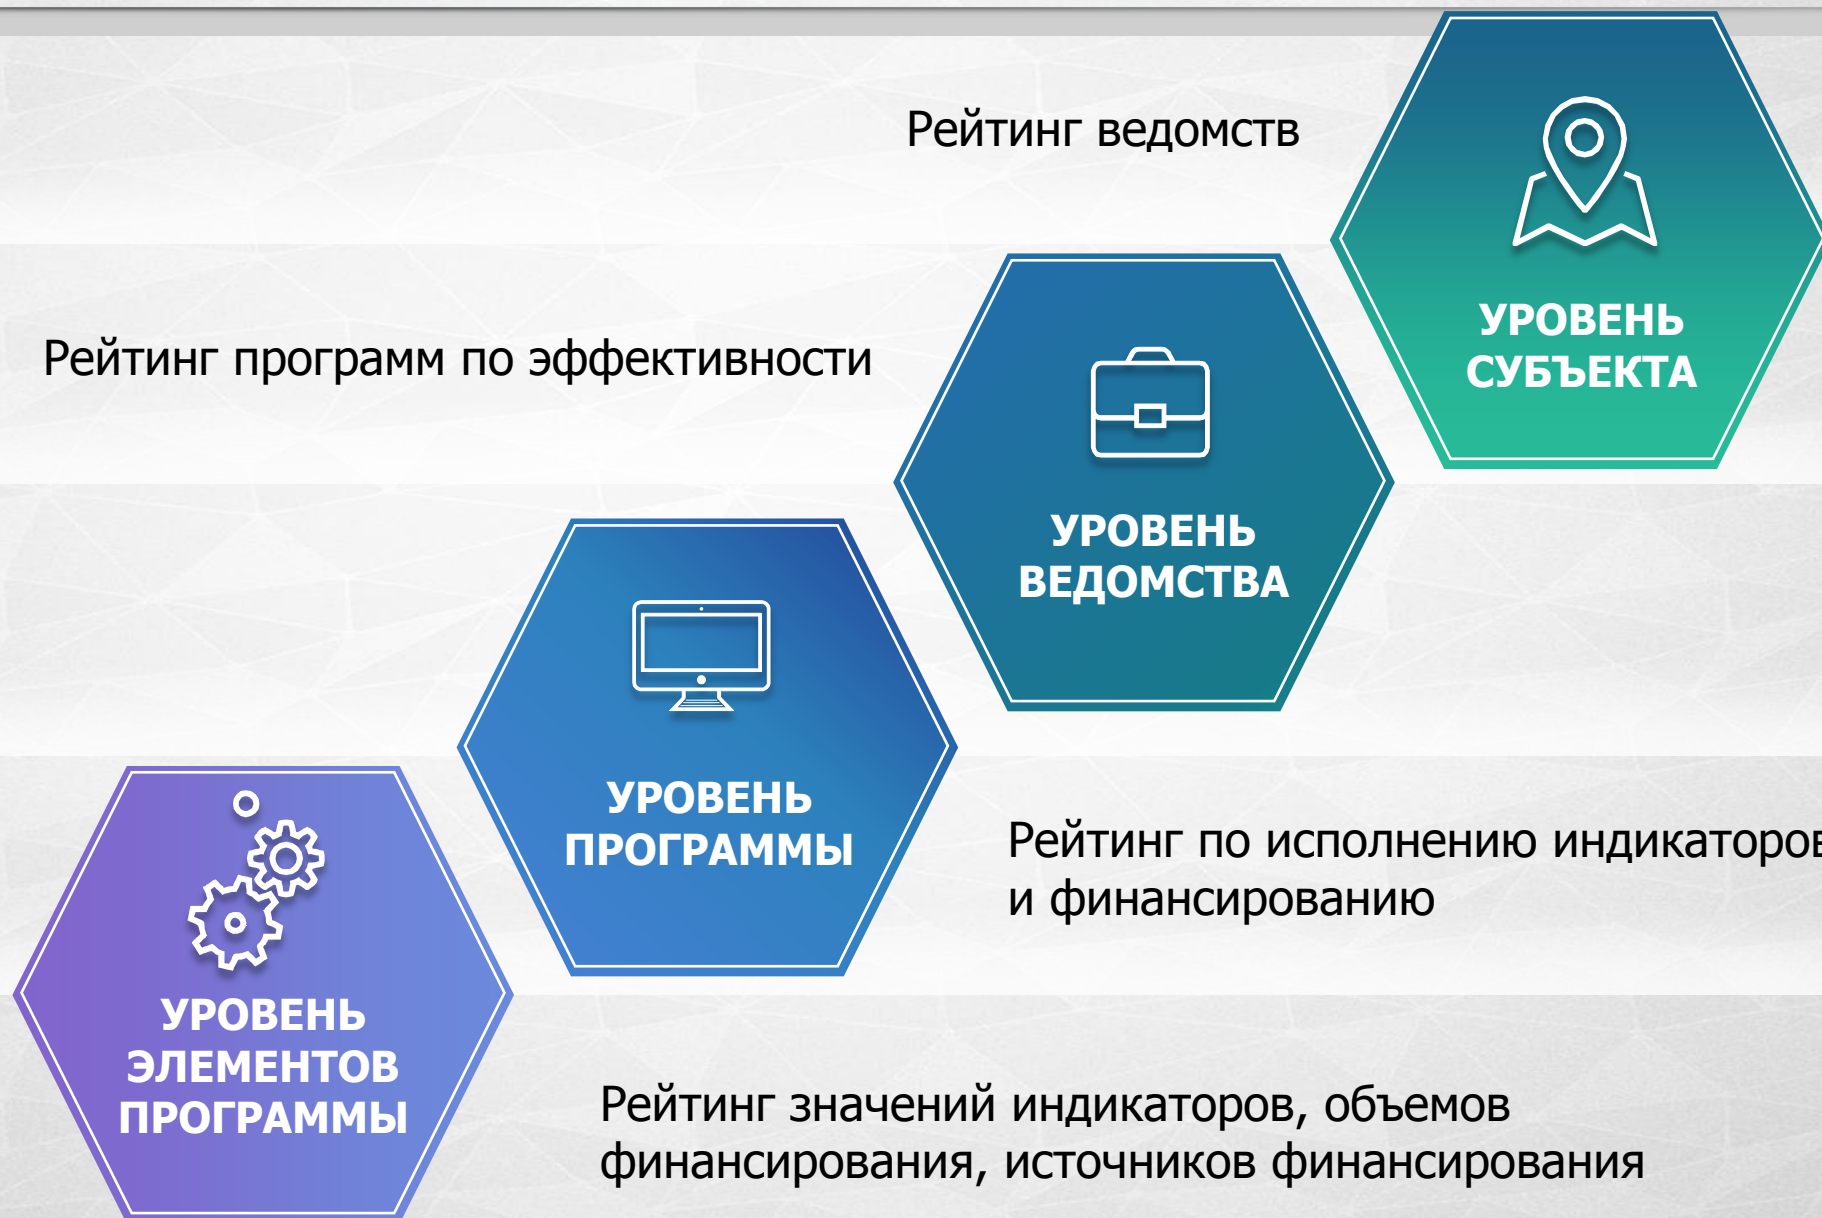 Рейтинг ведомств
УРОВЕНЬ
СУБЪЕКТА
Рейтинг программ по эффективности
УРОВЕНЬ
ВЕДОМСТВА
УРОВЕНЬ
ПРОГРАММЫ
Рейтинг по исполнению индикаторов
и финансированию
УРОВЕНЬ
ЭЛЕМЕНТОВ
ПРОГРАММЫ
Рейтинг значений индикаторов, объемов
финансирования, источников финансирования